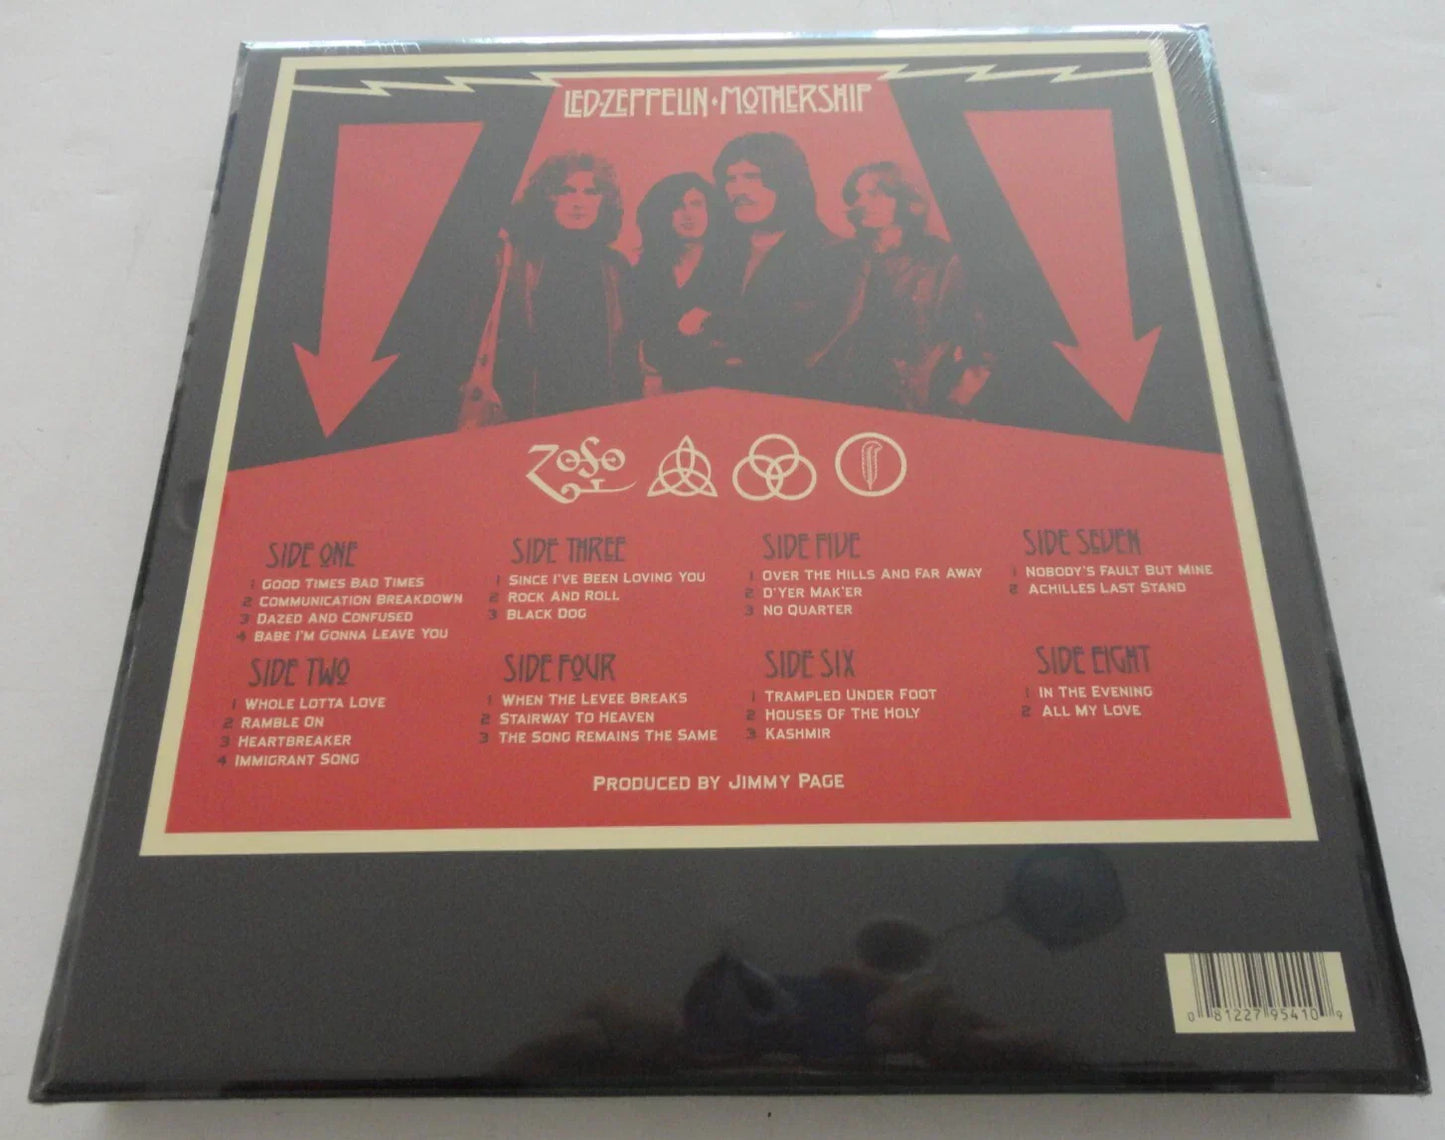 LED-ZEPPELIN·MOTHERSHIP
ZOSO
SIDE ONE
1 GOOD TIMES BAD TIMES
2 COMMUNICATION BREAKDOWN
3 DAZED AND CONFUSED
4 BABE I'M GONNA LEAVE YOU
SIDE TWO
1 WHOLE LOTTA LOVE
2 RAMBLE ON
3 HEARTBREAKER
4 IMMIGRANT SONG
SIDE THREE
1 SINCE I'VE BEEN LOVING YOU
2 ROCK AND ROLL
3 BLACK DOG
SIDE FOUR
1 WHEN THE LEVEE BREAKS
2 STAIRWAY TO HEAVEN
3 THE SONG REMAINS THE SAME
SIDE FIVE
1 OVER THE HILLS AND FAR AWAY
2 D'YER MAK'ER
3 NO QUARTER
SIDE SIX
1 TRAMPLED UNDER FOOT
2 HOUSES OF THE HOLY
3 KASHMIR
SIDE SEVEN
1 NOBODY'S FAULT BUT MINE
2 ACHILLES LAST STAND
SIDE EIGHT
1 IN THE EVENING
2 ALL MY LOVE
PRODUCED BY JIMMY PAGE
0 81227 95410 9